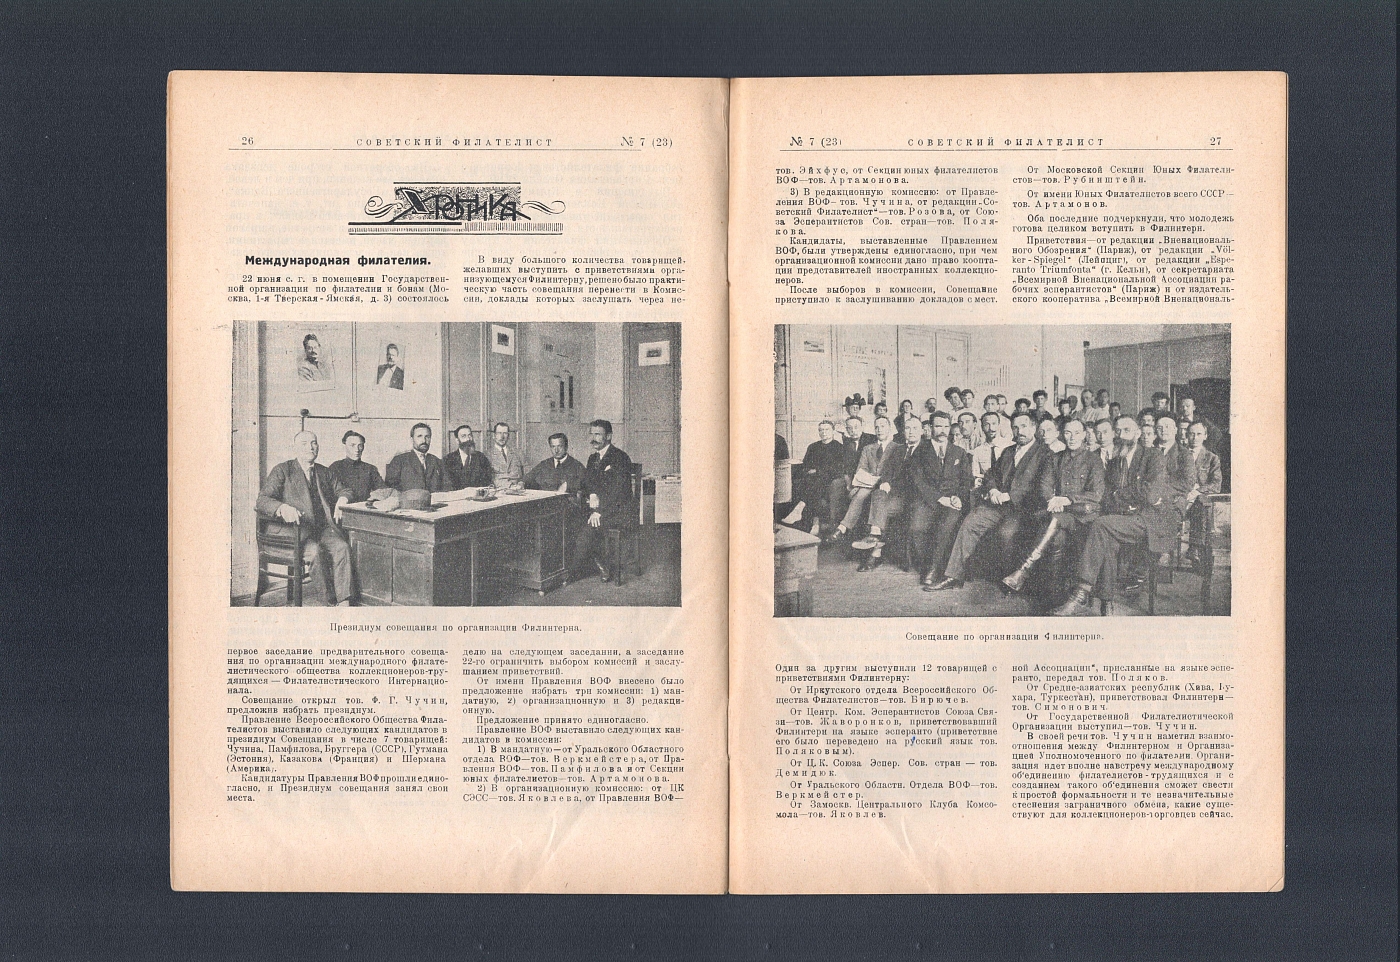 26
СОВЕТСКИЙ ФИЛАТЕЛИСТ
№ 7 (23)
ХРОНИКА
Международная филателия.
22 июня с. г. в помещении Государствен-
ной организации по филателии и бонам (Мо-
сква, 1-я Тверская-Ямская, д. 3) состоялось
В виду большого количества товарищей,
желавших выступить с приветствиями орга-
низующемуся Филинтерну, решено было практи-
ческую часть совещания перенести в Комис-
сии, доклады которых заслушать через не-
Президиум совещания по организации Филинтерна.
первое заседание предварительного совеща-
ния по организации международного филате-
листического общества коллекционеров-тру-
дящихся — Филателистического Интернацио-
нала.
Совещание открыл тов. Ф. Г. Чучин,
предложив избрать президиум.
Правление Всероссийского Общества Фила-
телистов выставило следующих кандидатов в
президиум Совещания в числе 7 товарищей:
Чучина, Памфилова, Бруггера (СССР), Гутмана
(Эстония), Казакова (Франция) и Шермана
(Америка).
Кандидатуры Правления ВОФ прошли едино-
гласно, и Президиум совещания занял свои
места.
делю на следующем заседании, а заседание
22-го ограничить выбором комиссий и заслу-
шанием приветствий.
От имени Правления ВОФ внесено было
предложение избрать три комиссии: 1) ман-
датную, 2) организационную и 3) редакци-
онную.
Предложение принято единогласно.
Правление ВОФ выставило следующих кан-
дидатов в комиссии:
1) В мандатную—от Уральского Областного
отдела ВОФ—тов. Веркмейстера, от Пра-
вления ВОФ—тов. Памфилова и от Секции
юных филателистов—тов. Артамонова.
2) В организационную комиссию: от ЦК
СЭСС—тов. Яковлева, от Правления ВОФ—
№ 7 (23)
СОВЕТСКИЙ ФИЛАТЕЛИСТ
27
тов. Эйхфус, от Секции юных филателистов
ВОФ—тов. Артамонова.
3) В редакционную комиссию: от Правле-
ния ВОФ—тов. Чучина, от редакции „Со-
ветский Филателист“—тов. Розова, от Сою-
за Эсперантистов Сов. стран—тов. Поля-
кова.
Кандидаты, выставленные Правлением
ВОФ, были утверждены единогласно, при чем
организационной комиссии дано право коопта-
ции представителей иностранных коллекцио-
неров.
После выборов в комиссии, Совещание
приступило к заслушиванию докладов с мест.
От Московской Секции Юных Филатели-
стов—тов. Рубинштейн.
От имени Юных Филателистов всего СССР—
тов. Артамонов.
Оба последние подчеркнули, что молодежь
готова целиком вступить в Филинтерн.
Приветствия—от редакции „Вненациональ-
ного Обозрения“ (Париж), от редакции „Völ-
ker-Spiegel“ (Лейпциг), от редакции „Espe-
ranto Triumfonta“ (г. Кельн), от секретариата
„Всемирной Вненациональной Ассоциации ра-
бочих эсперантистов“ (Париж) и от издатель-
ского кооператива „Всемирной Вненациональ-
Совещание по организации Филинтерна.
Один за другим выступили 12 товарищей с
приветствиями Филинтерну:
От Иркутского отдела Всероссийского Об-
щества Филателистов—тов. Бирючев.
От Центр. Ком. Эсперантистов Союза Свя-
зи—тов. Жаворонков, приветствовавший
Филинтерн на языке эсперанто (приветствие
его было переведено на русский язык тов.
Поляковым).
От Ц.К. Союза Эспер. Сов. стран — тов.
Демидюк.
От Уральского Области. Отдела ВОФ—тов.
Веркмейстер.
От Замоскв. Центрального Клуба Комсо-
мола—тов. Яковлев.
ной Ассоциации“, присланные на языке эспе-
ранто, передал тов. Поляков.
От Средне-азиатских республик (Хива, Бу-
хара, Туркестан), приветствовал Филинтерн—
тов. Симонович.
От Государственной Филателистической
Организации выступил—тов. Чучин.
В своей речи тов. Чучин наметил взаимо-
отношения между Филинтерном и Организа-
цией Уполномоченного по филателии. Органи-
зация идет вполне навстречу международному
об'единению филателистов-трудящихся и с
созданием такого об'единения сможет свести
к простой формальности и те незначительные
стеснения заграничного обмена, какие суще-
ствуют для коллекционеров-торговцев сейчас.